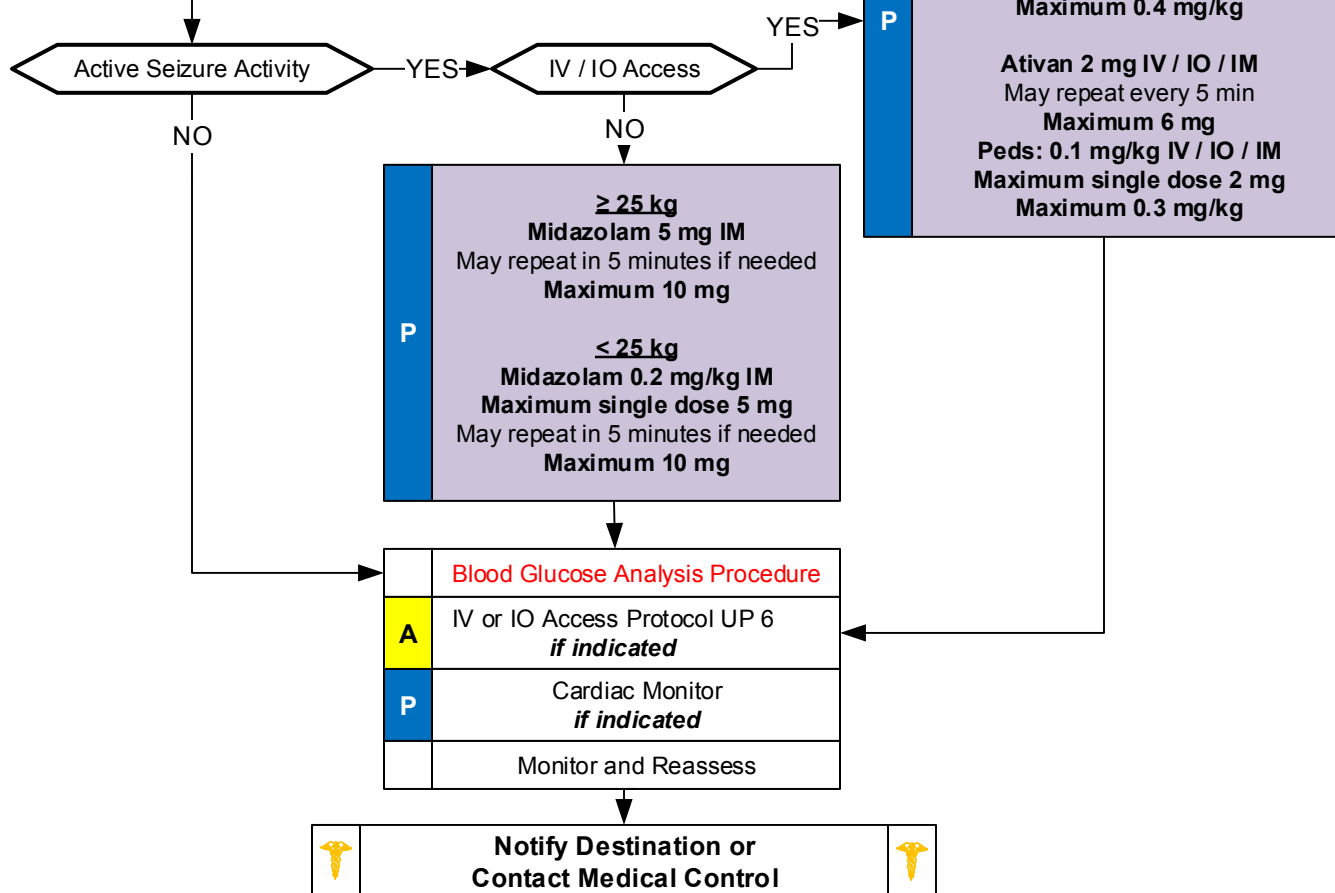 Maximum 0.4 mg/kg
P
Ativan 2 mg IV / IO / IM
May repeat every 5 min
Maximum 6 mg
Peds: 0.1 mg/kg IV / IO / IM
Maximum single dose 2 mg
Maximum 0.3 mg/kg
YES
Active Seizure Activity
YES
IV / IO Access
NO
NO
P
≥ 25 kg
Midazolam 5 mg IM
May repeat in 5 minutes if needed
Maximum 10 mg
< 25 kg
Midazolam 0.2 mg/kg IM
Maximum single dose 5 mg
May repeat in 5 minutes if needed
Maximum 10 mg
Blood Glucose Analysis Procedure
A
IV or IO Access Protocol UP 6
if indicated
P
Cardiac Monitor
if indicated
Monitor and Reassess
Notify Destination or
Contact Medical Control